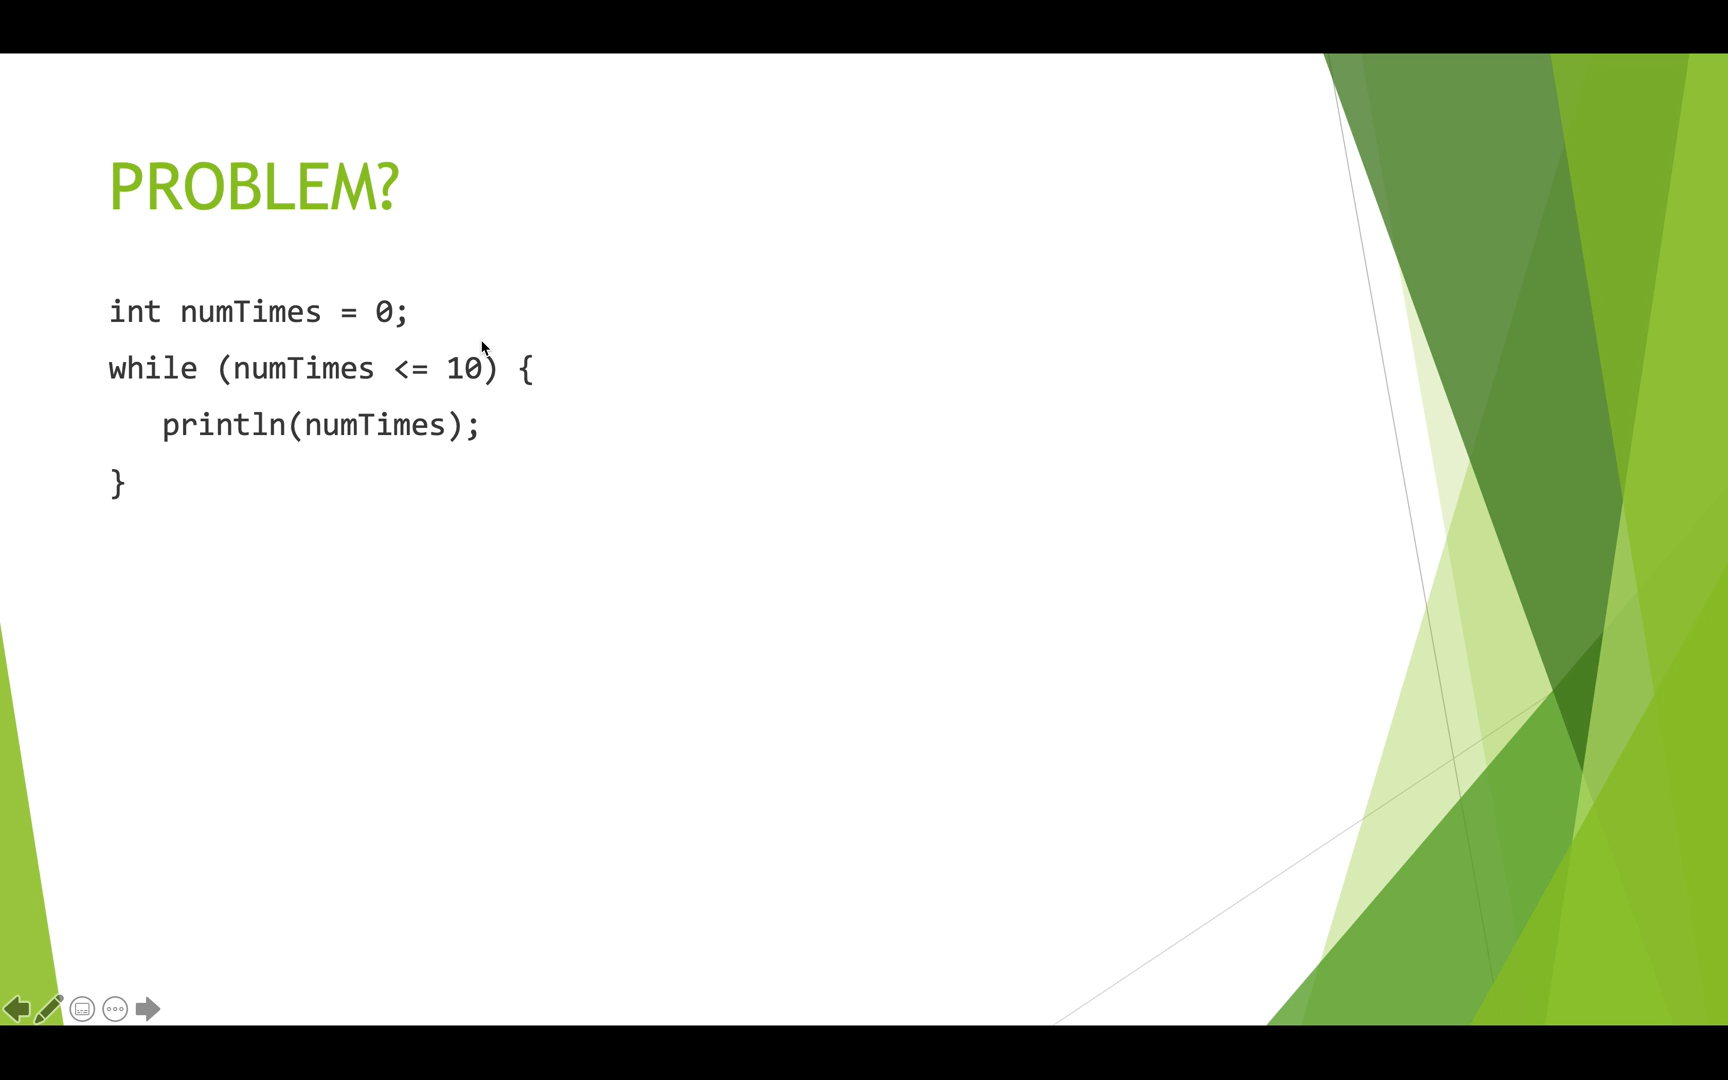 PROBLEM?
int numTimes = 0;
while (numTimes <= 10) {
   println(numTimes);
}